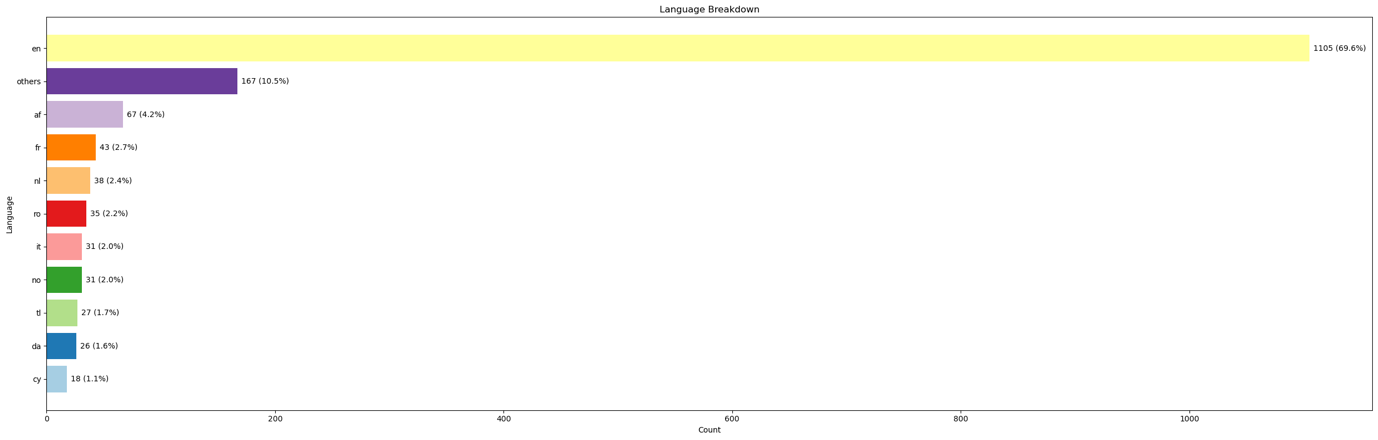 Language Breakdown
en
1105 (69.6%)
others
167 (10.5%)
af
67 (4.2%)
fr
43 (2.7%)
nl
38 (2.4%)
ro
35 (2.2%)
it
31 (2.0%)
no
31 (2.0%)
tl
27 (1.7%)
da
26 (1.6%)
cy
18 (1.1%)
Language
0 200 400 600 800 1000
Count